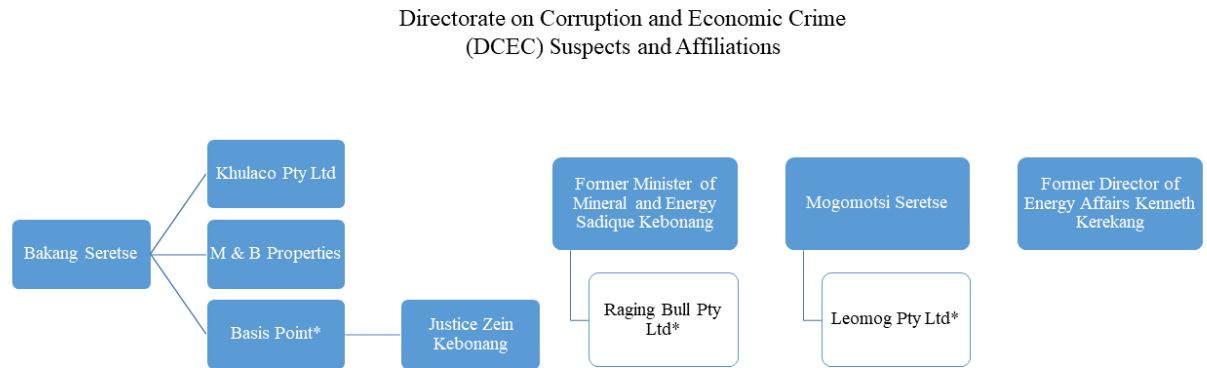 Directorate on Corruption and Economic Crime
(DCEC) Suspects and Affiliations
Khulaco Pty Ltd
Bakang Seretse
M & B Properties
Basis Point*
Justice Zein
Kebonang
Former Minister of
Mineral and Energy
Sadique Kebonang
Raging Bull Pty
Ltd*
Mogomotsi Seretse
Leomog Pty Ltd*
Former Director of
Energy Affairs Kenneth
Kerekang